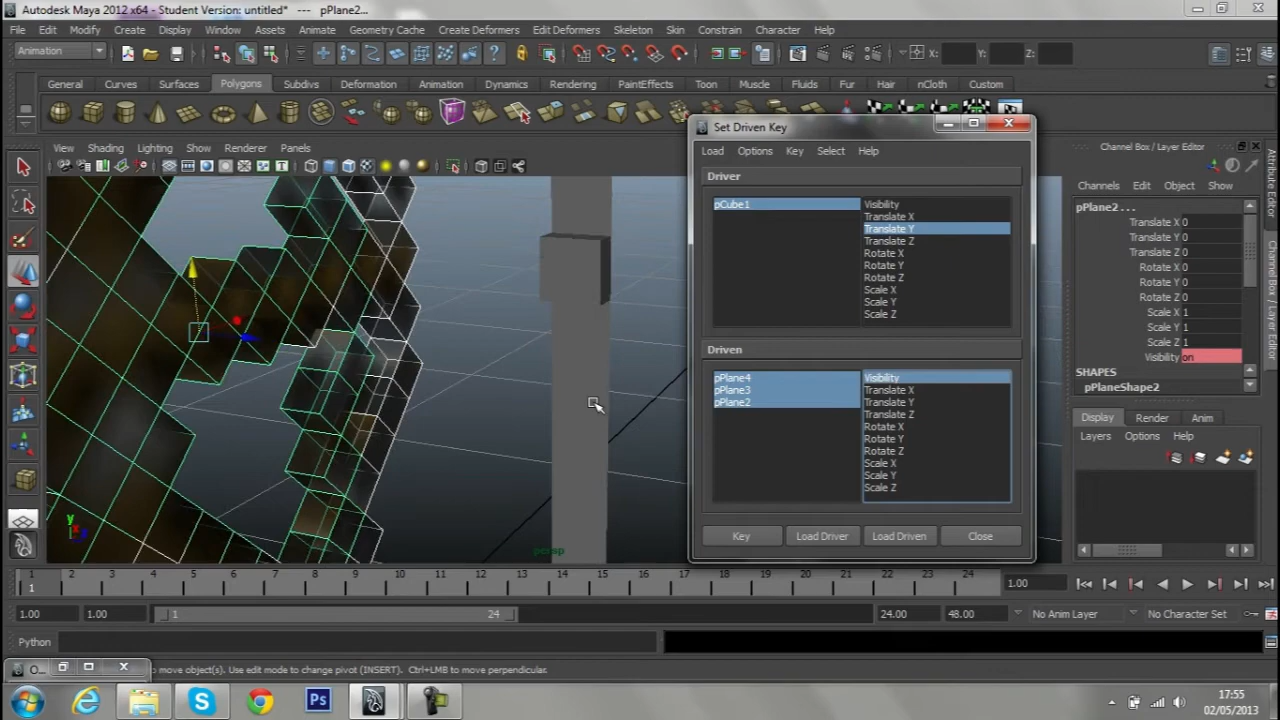 Autodesk Maya 2012 x64 - Student Version: untitled* --- pPlane2...
File Edit Modify Create Display Window Assets Animate Geometry Cache Create Deformers Edit Deformers Skeleton Skin Constrain Character Help
Animation X: Y: Z:
General Curves Surfaces Polygons Subdivs Deformation Animation Dynamics Rendering PaintEffects Toon Muscle Fluids Fur Hair nCloth Custom
View Shading Lighting Show Renderer Panels
Set Driven Key
Load Options Key Select Help
Driver
pCube1
Visibility
Translate X
Translate Y
Translate Z
Rotate X
Rotate Y
Rotate Z
Scale X
Scale Y
Scale Z
Driven
pPlane4
pPlane3
pPlane2
Visibility
Translate X
Translate Y
Translate Z
Rotate X
Rotate Y
Rotate Z
Scale X
Scale Y
Scale Z
Key Load Driver Load Driven Close
Channel Box / Layer Editor
Channels Edit Object Show
pPlane2 . . .
Translate X 0
Translate Y 0
Translate Z 0
Rotate X 0
Rotate Y 0
Rotate Z 0
Scale X 1
Scale Y 1
Scale Z 1
Visibility on
SHAPES
pPlaneShape2
Display Render Anim
Layers Options Help
Attribute Editor
Channel Box / Layer Editor
y
persp
1 2 3 4 5 6 7 8 9 10 11 12 13 14 15 16 17 18 19 20 21 22 23 24
1 1.00
1.00 1.00 1 24 24.00 48.00 No Anim Layer No Character Set
Python
O... to move object(s). Use edit mode to change pivot (INSERT). Ctrl+LMB to move perpendicular.
Ps
17:55
02/05/2013